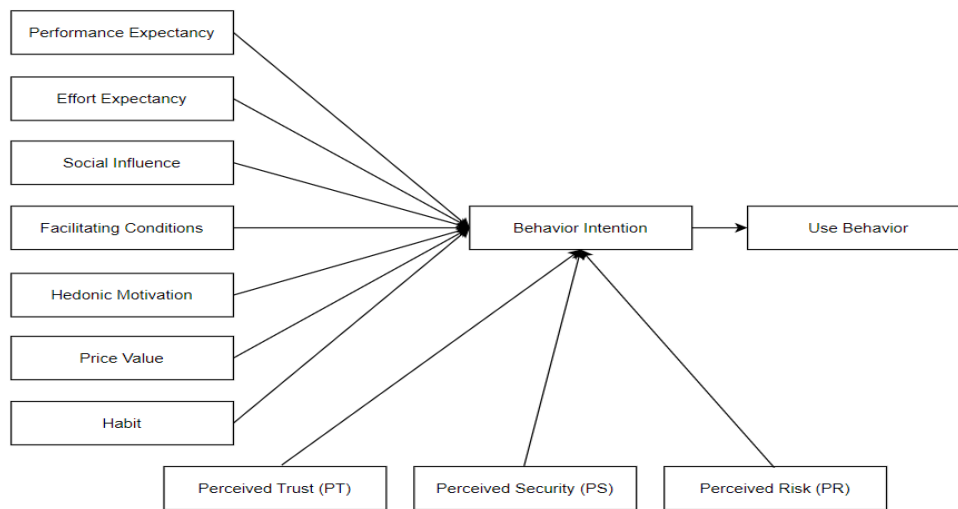 Performance Expectancy
Effort Expectancy
Social Influence
Facilitating Conditions
Behavior Intention
Use Behavior
Hedonic Motivation
Price Value
Habit
Perceived Trust (PT)
Perceived Security (PS)
Perceived Risk (PR)